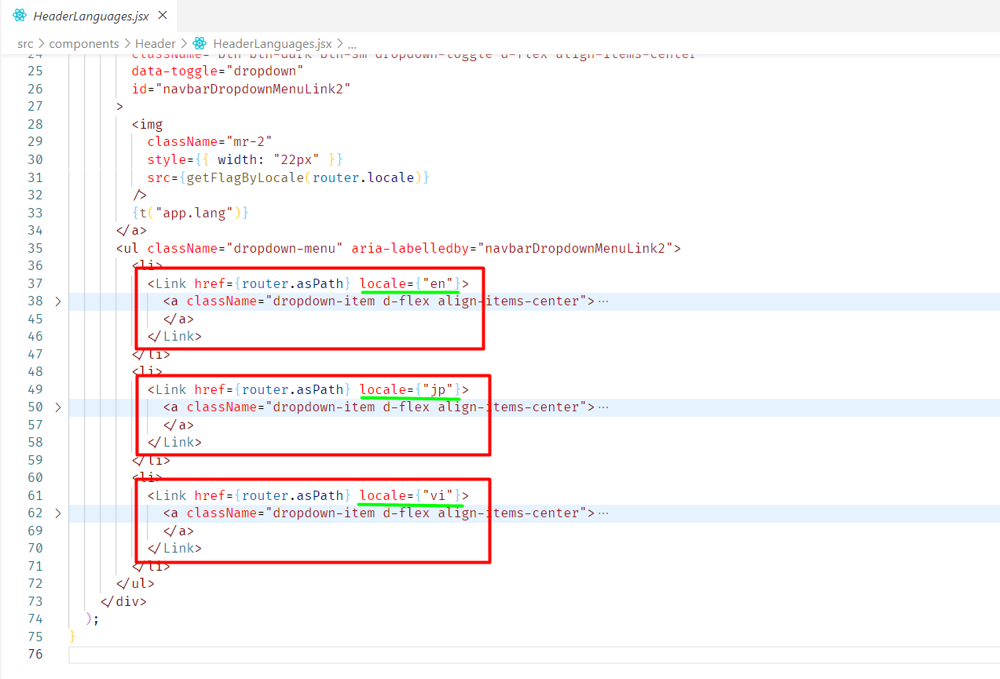 HeaderLanguages.jsx ×
src > components > Header > HeaderLanguages.jsx > ...
24 className="btn btn-dark btn-sm dropdown-toggle d-flex align-items-center"
25 data-toggle="dropdown"
26 id="navbarDropdownMenuLink2"
27 >
28 <img
29 className="mr-2"
30 style={{ width: "22px" }}
31 src={getFlagByLocale(router.locale)}
32 />
33 {t("app.lang")}
34 </a>
35 <ul className="dropdown-menu" aria-labelledby="navbarDropdownMenuLink2">
36 <li>
37 <Link href={router.asPath} locale={"en"}>
38 > <a className="dropdown-item d-flex align-items-center"> ...
45 </a>
46 </Link>
47 </li>
48 <li>
49 <Link href={router.asPath} locale={"jp"}>
50 > <a className="dropdown-item d-flex align-items-center"> ...
57 </a>
58 </Link>
59 </li>
60 <li>
61 <Link href={router.asPath} locale={"vi"}>
62 > <a className="dropdown-item d-flex align-items-center"> ...
69 </a>
70 </Link>
71 </li>
72 </ul>
73 </div>
74 );
75 }
76